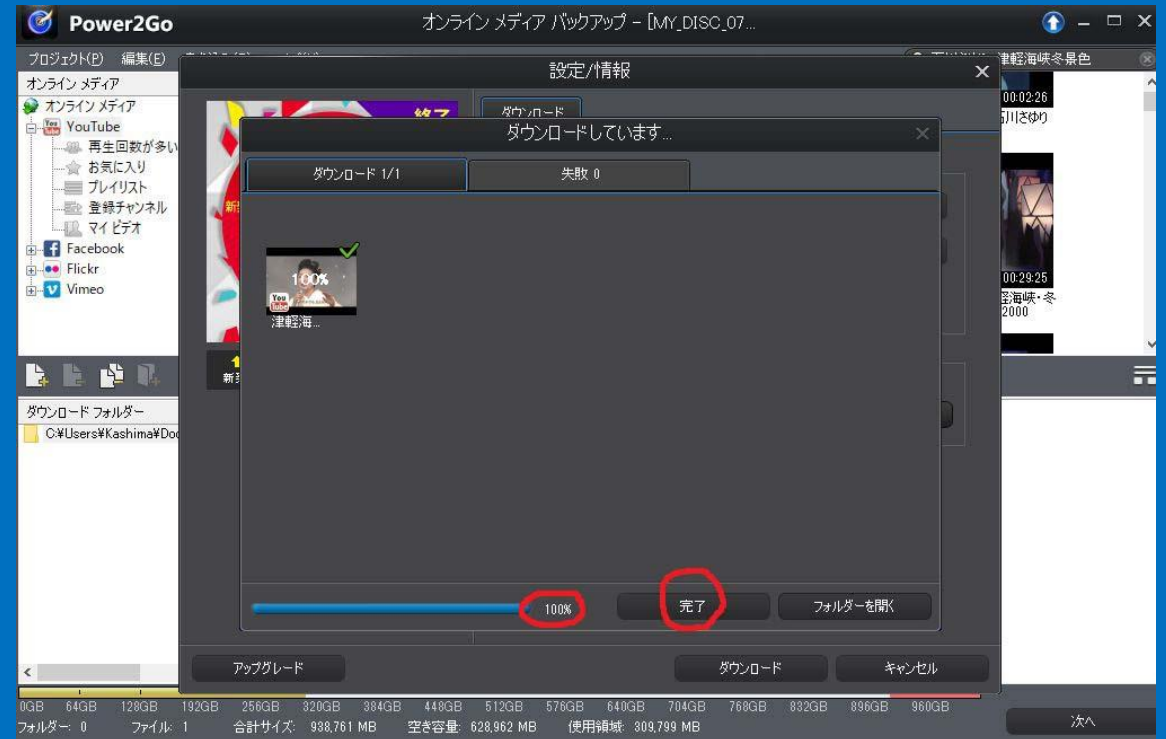 Power2Go
オンライン メディア バックアップ - [MY_DISC_07...
プロジェクト(P) 編集(E)
津軽海峡冬景色
オンライン メディア
オンライン メディア
YouTube
再生回数が多い
お気に入り
プレイリスト
登録チャンネル
マイ ビデオ
Facebook
Flickr
Vimeo
設定/情報
終了
ダウンロード
ダウンロードしています...
ダウンロード 1/1
失敗 0
100%
You
Tube
津軽海...
00:02:26
石川さゆり
00:29:25
軽海峡・冬
2000
ダウンロード フォルダー
C:¥Users¥Kashima¥Doc
100%
完了
フォルダーを開く
アップグレード
ダウンロード
キャンセル
0GB 64GB 128GB 192GB 256GB 320GB 384GB 448GB 512GB 576GB 640GB 704GB 768GB 832GB 896GB 960GB
フォルダー: 0 ファイル: 1 合計サイズ: 938,761 MB 空き容量: 628,962 MB 使用領域: 309,799 MB
次へ